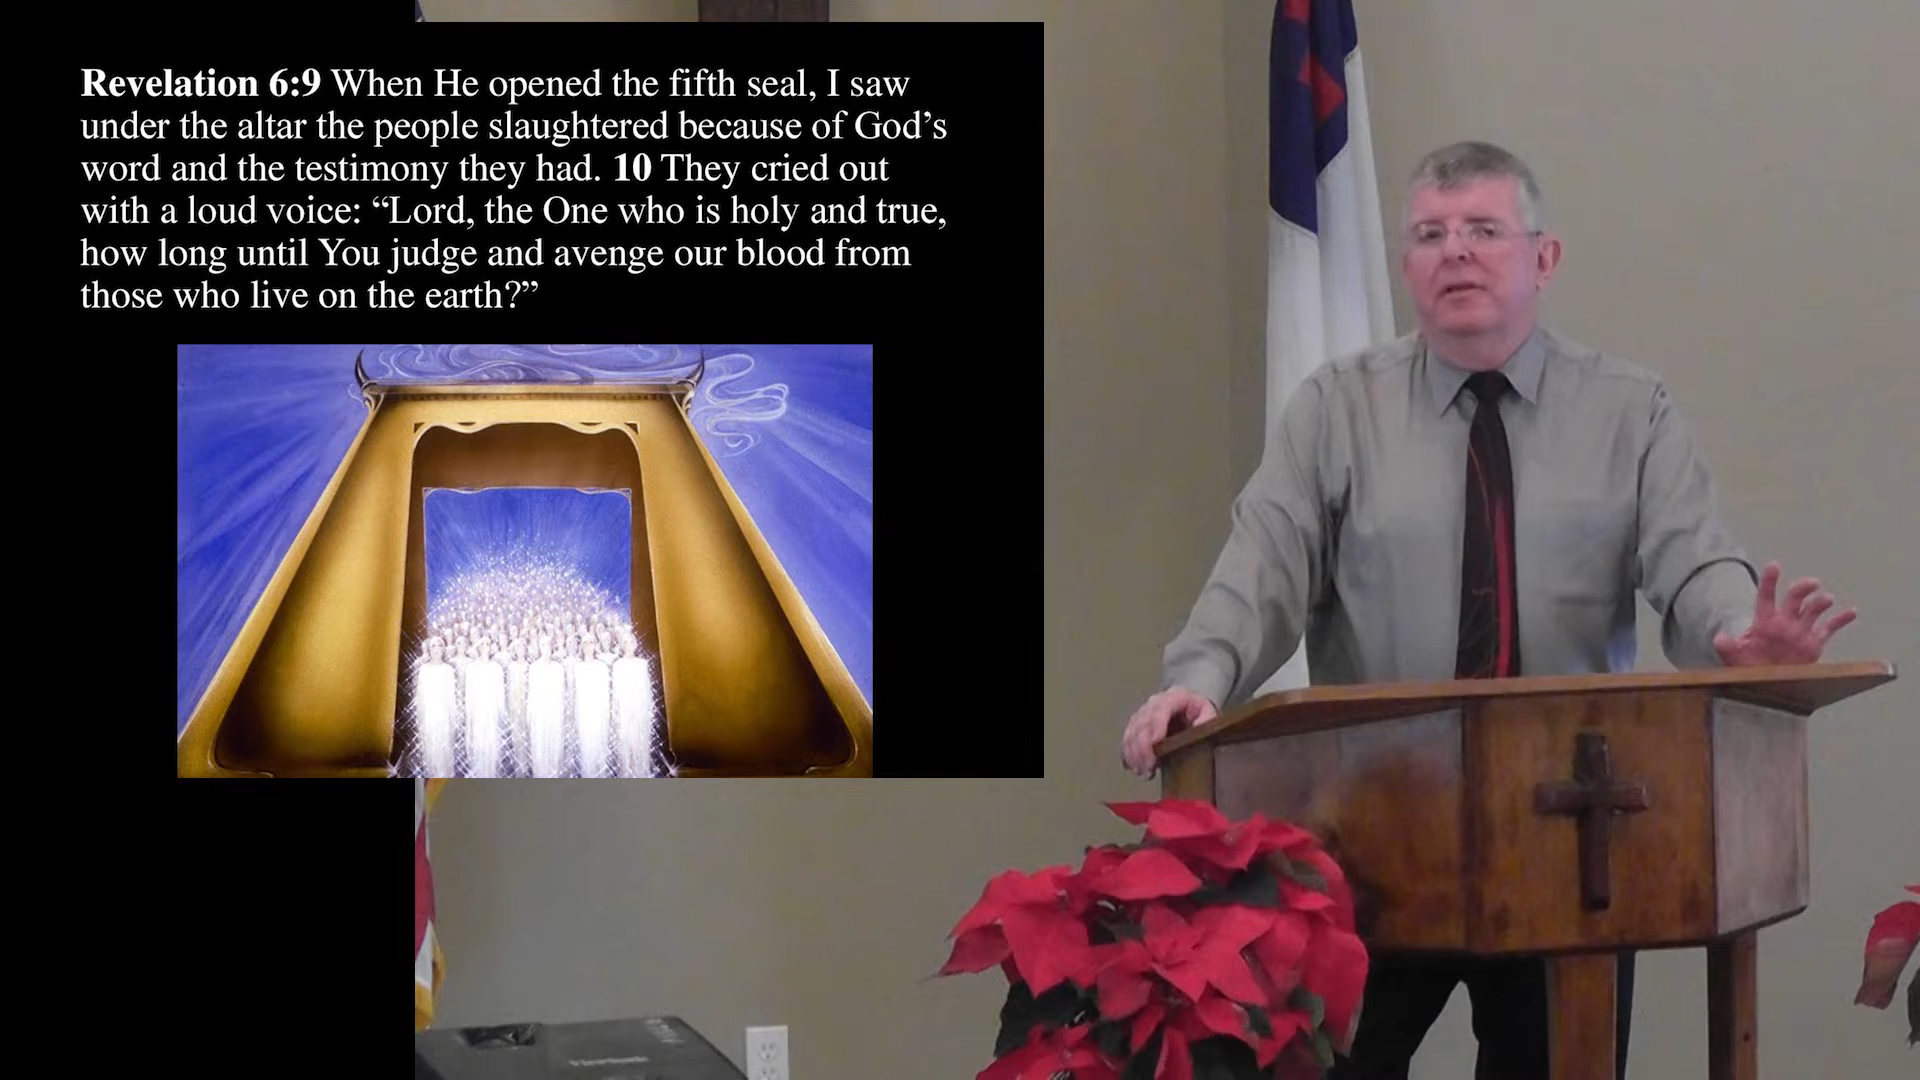 Revelation 6:9 When He opened the fifth seal, I saw
under the altar the people slaughtered because of God’s
word and the testimony they had. 10 They cried out
with a loud voice: “Lord, the One who is holy and true,
how long until You judge and avenge our blood from
those who live on the earth?”